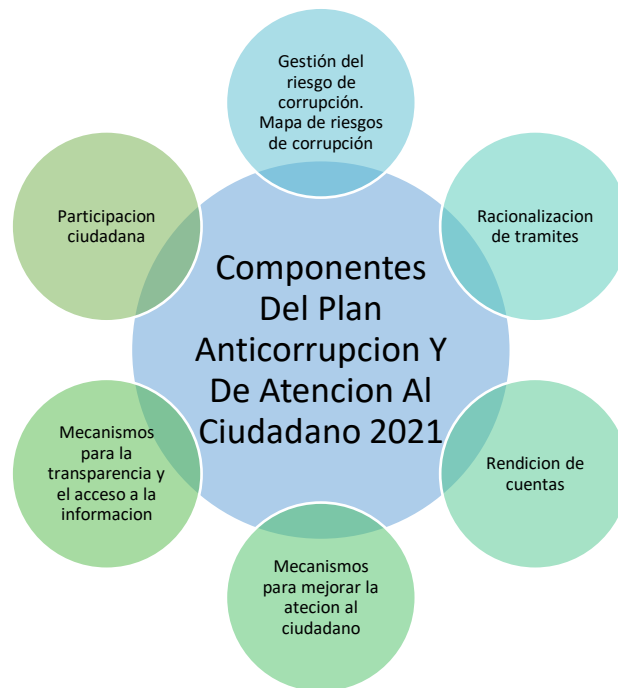 Gestión del
riesgo de
corrupción.
Mapa de riesgos
de corrupción
Racionalizacion
de tramites
Rendicion de
cuentas
Mecanismos
para mejorar la
atecion al
ciudadano
Mecanismos
para la
transparencia y
el acceso a la
informacion
Participacion
ciudadana
Componentes
Del Plan
Anticorrupcion Y
De Atencion Al
Ciudadano 2021